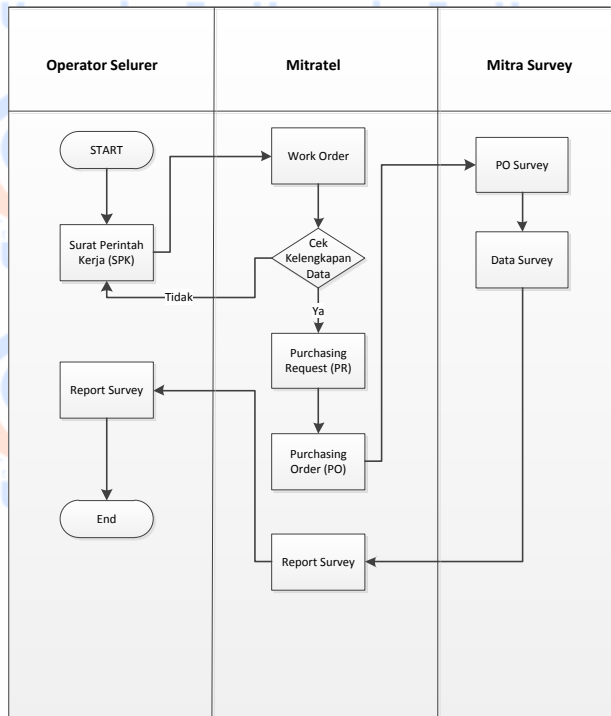 Operator Selurer
Mitratel
Mitra Survey
START
Surat Perintah
Kerja (SPK)
Work Order
Cek
Kelengkapan
Data
Tidak
Ya
Purchasing
Request (PR)
Purchasing
Order (PO)
PO Survey
Data Survey
Report Survey
Report Survey
End